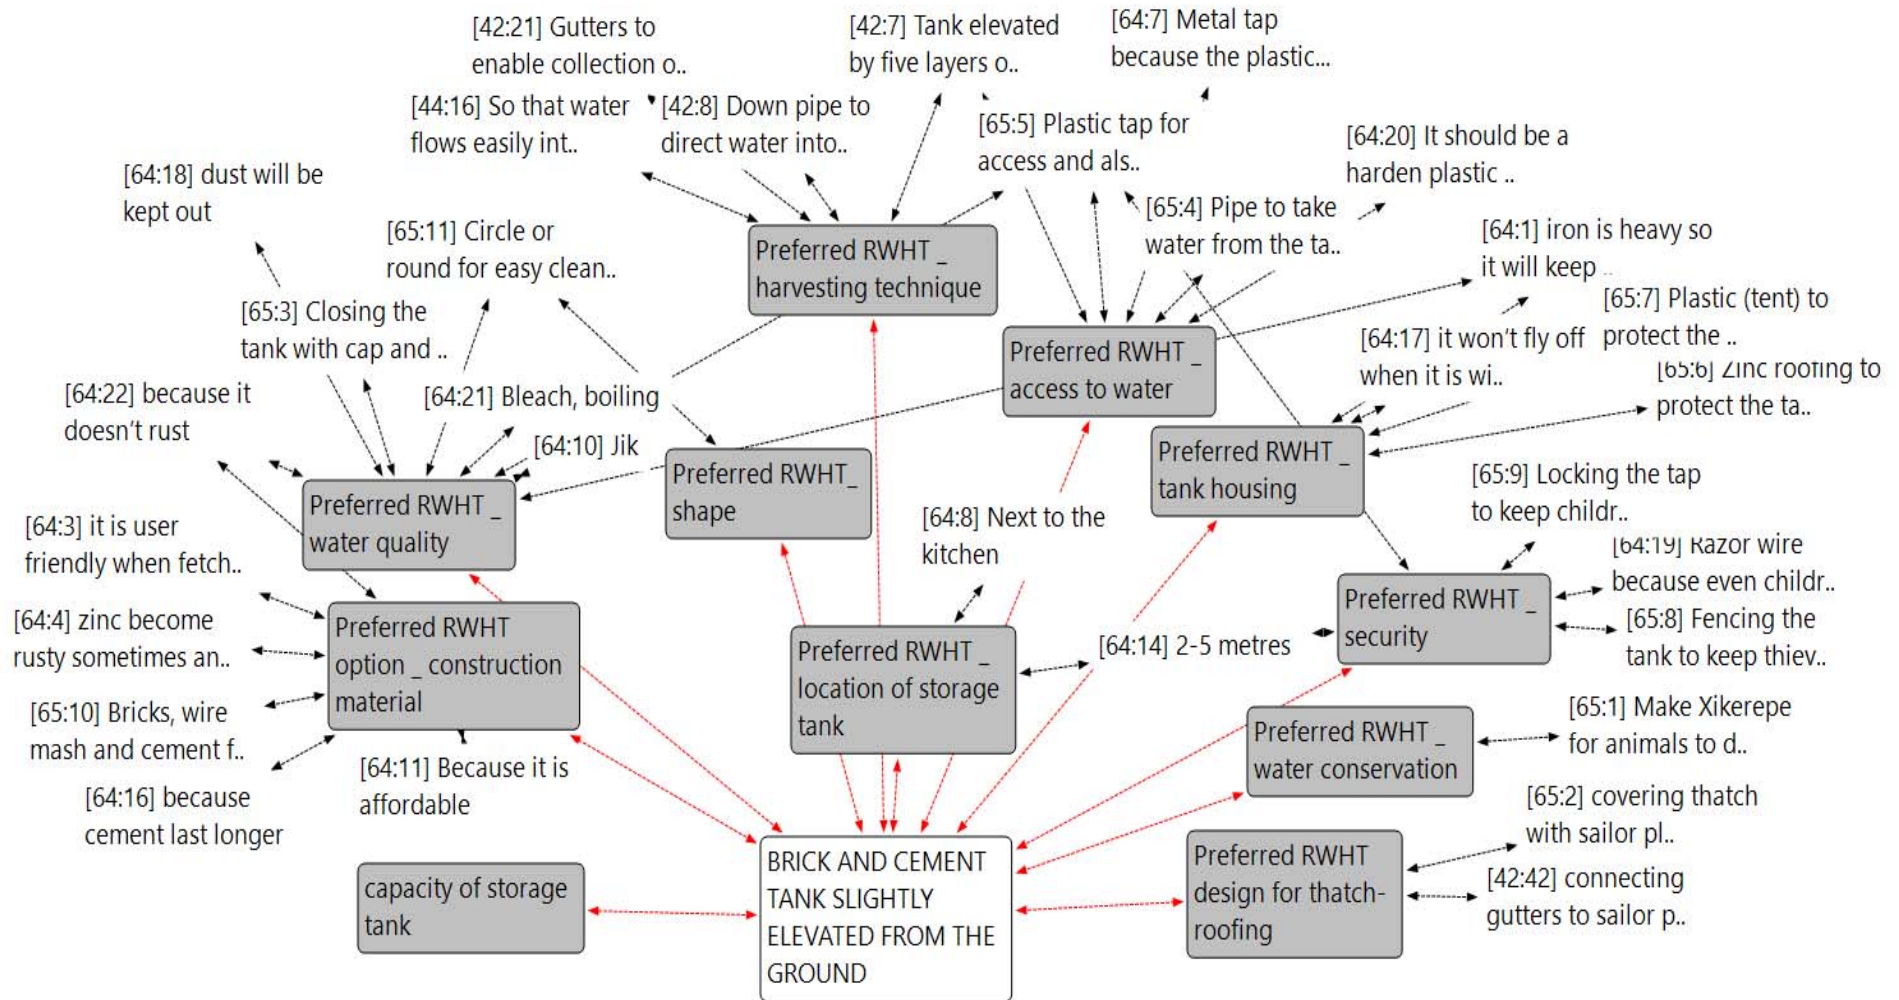 [42:21] Gutters to
enable collection o..
[42:7] Tank elevated
by five layers o..
[64:7] Metal tap
because the plastic...
[44:16] So that water
flows easily int..
[42:8] Down pipe to
direct water into..
[65:5] Plastic tap for
access and als..
[64:20] It should be a
harden plastic ..
[64:18] dust will be
kept out
[65:11] Circle or
round for easy clean..
[65:4] Pipe to take
water from the ta..
[64:1] iron is heavy so
it will keep ..
Preferred RWHT _
harvesting technique
[65:3] Closing the
tank with cap and ..
[65:7] Plastic (tent) to
protect the ..
[64:17] it won't fly off
when it is wi..
Preferred RWHT _
access to water
[65:6] Zinc roofing to
protect the ta..
[64:22] because it
doesn't rust
[64:21] Bleach, boiling
[64:10] Jik
Preferred RWHT _
tank housing
Preferred RWHT_
shape
[65:9] Locking the tap
to keep childr..
Preferred RWHT _
water quality
[64:3] it is user
friendly when fetch..
[64:8] Next to the
kitchen
[64:19] Razor wire
because even childr..
Preferred RWHT _
security
[64:4] zinc become
rusty sometimes an..
Preferred RWHT
option _ construction
material
Preferred RWHT _
location of storage
tank
[64:14] 2-5 metres
[65:8] Fencing the
tank to keep thiev..
[65:10] Bricks, wire
mash and cement f..
[65:1] Make Xikerepe
for animals to d..
Preferred RWHT _
water conservation
[64:11] Because it is
affordable
[64:16] because
cement last longer
[65:2] covering thatch
with sailor pl..
BRICK AND CEMENT
TANK SLIGHTLY
ELEVATED FROM THE
GROUND
Preferred RWHT
design for thatch-
roofing
capacity of storage
tank
[42:42] connecting
gutters to sailor p..